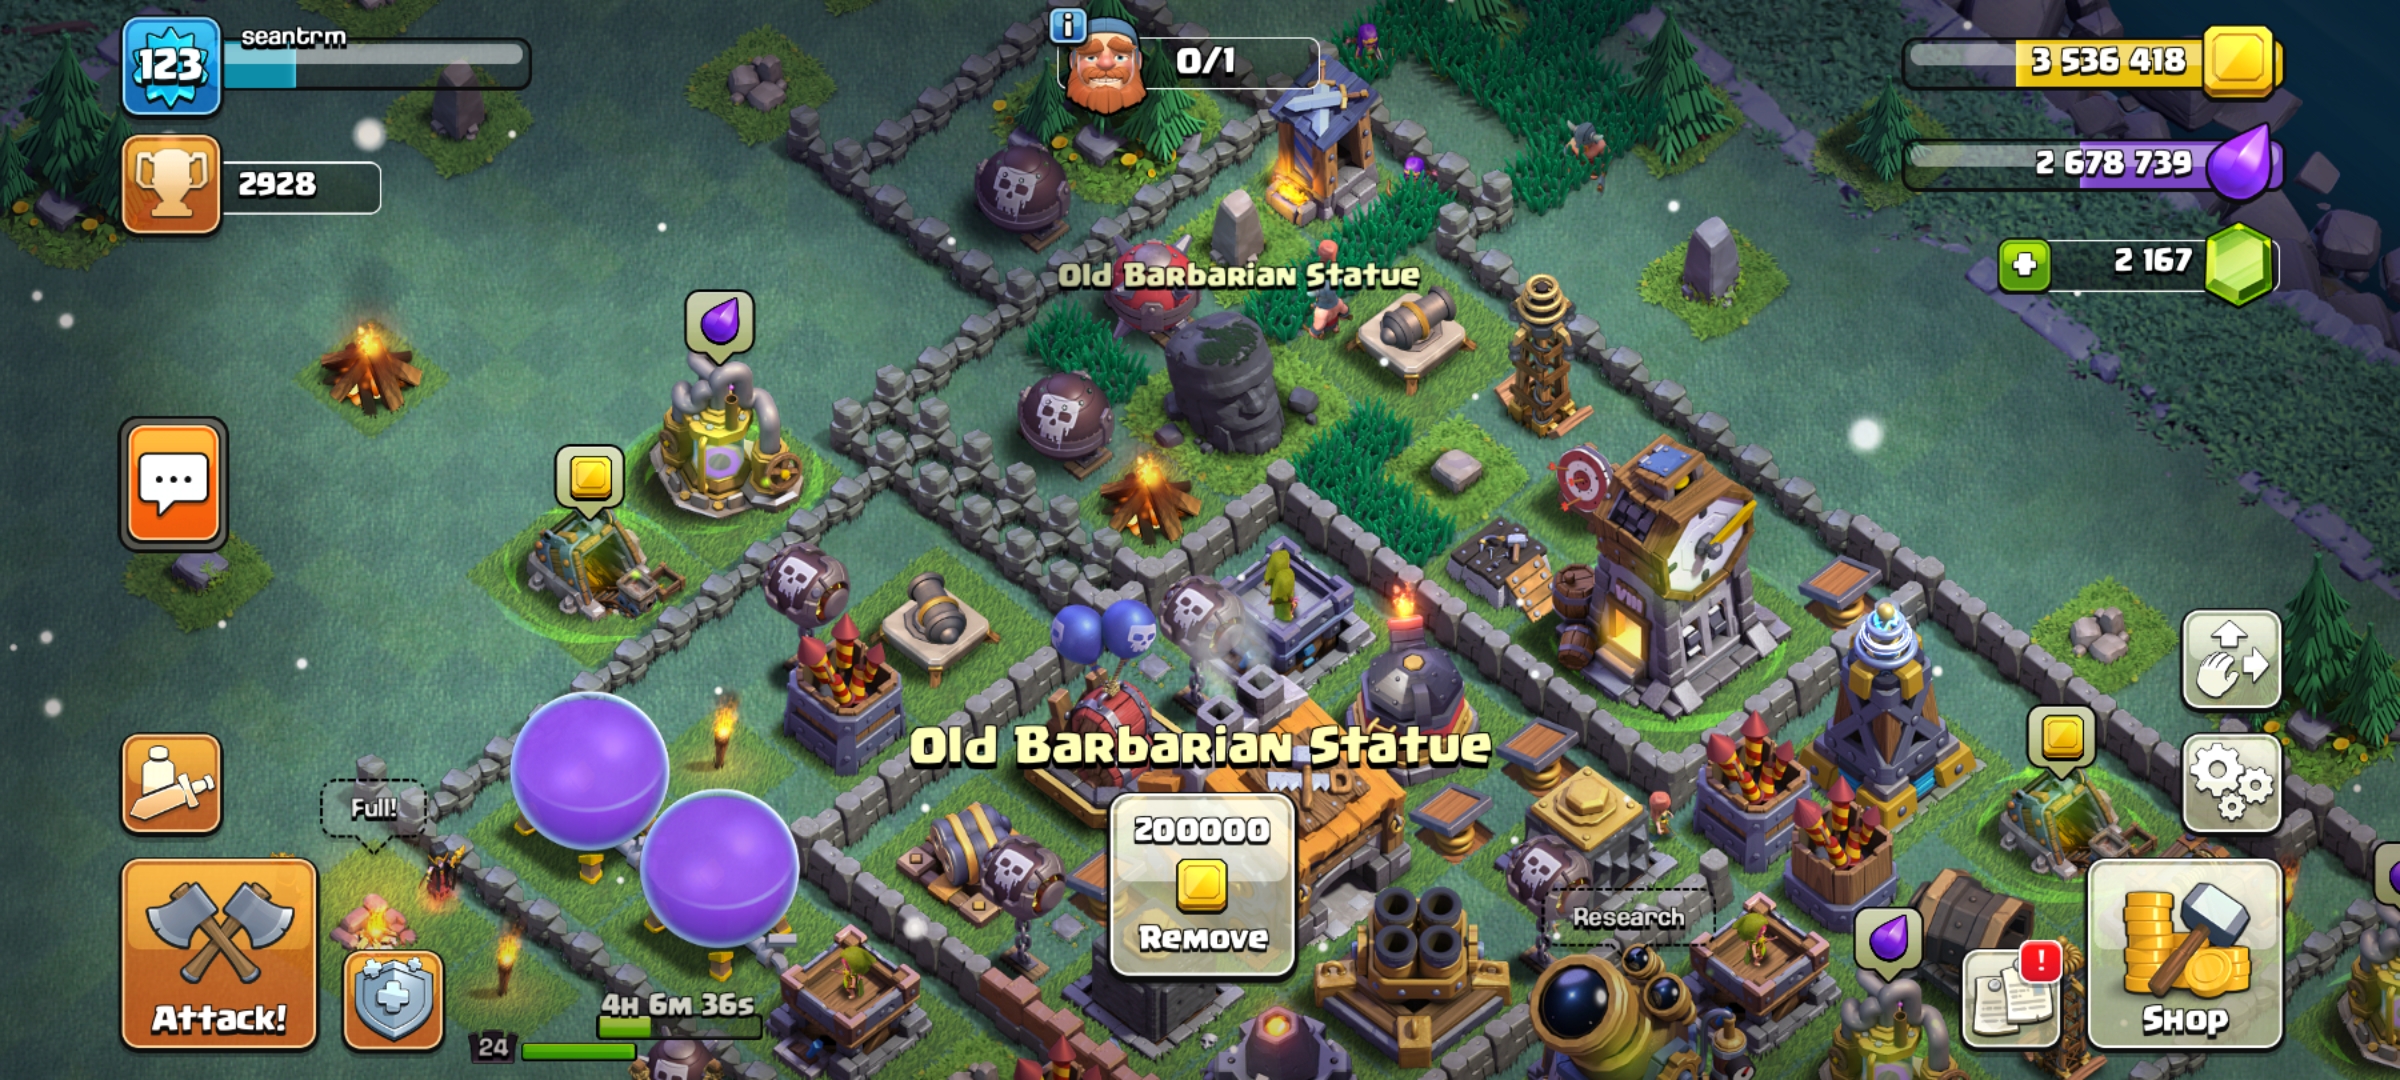 seantrm
123
0/1
3 536 418
2928
2 678 739
2 167
Old Barbarian Statue
VIII
Old Barbarian Statue
Full!
200000
Remove
Research
!
Attack!
4H 6M 36s
24
Shop